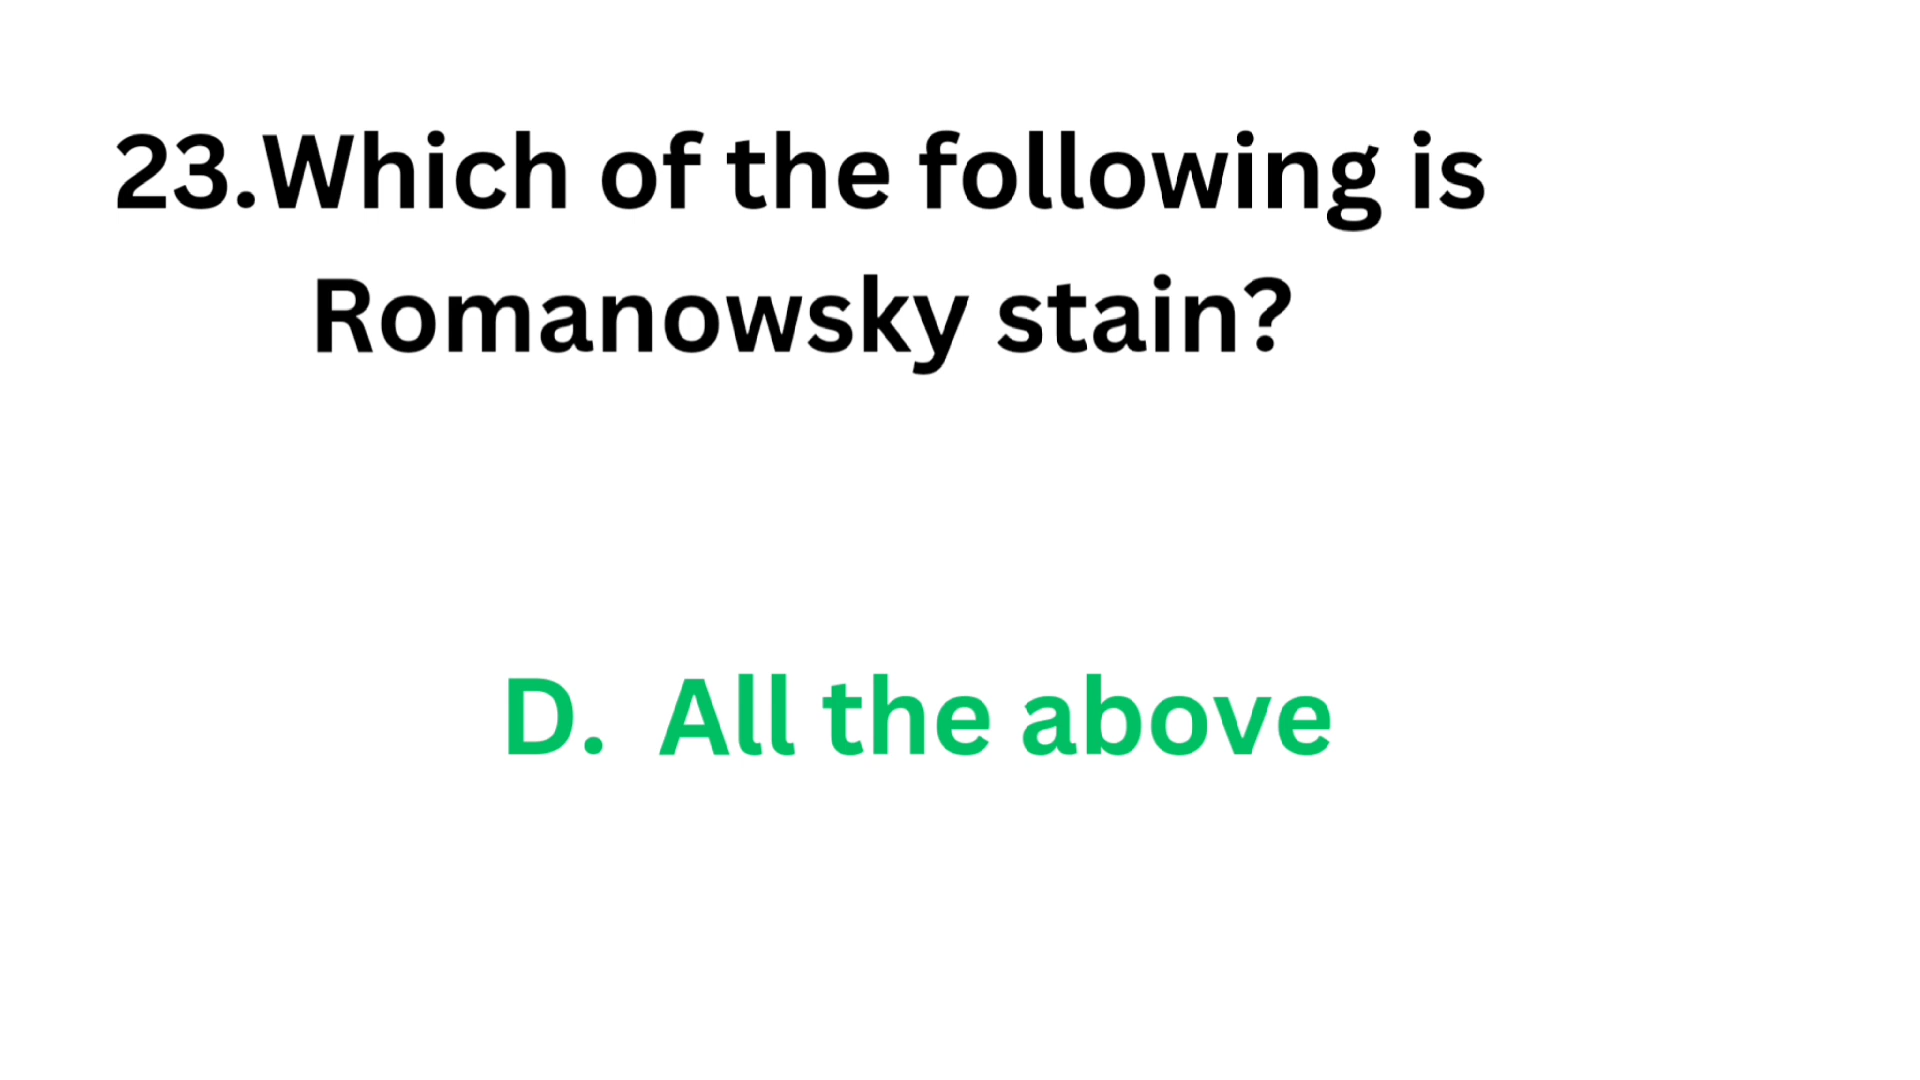 23.Which of the following is
Romanowsky stain?
D. All the above